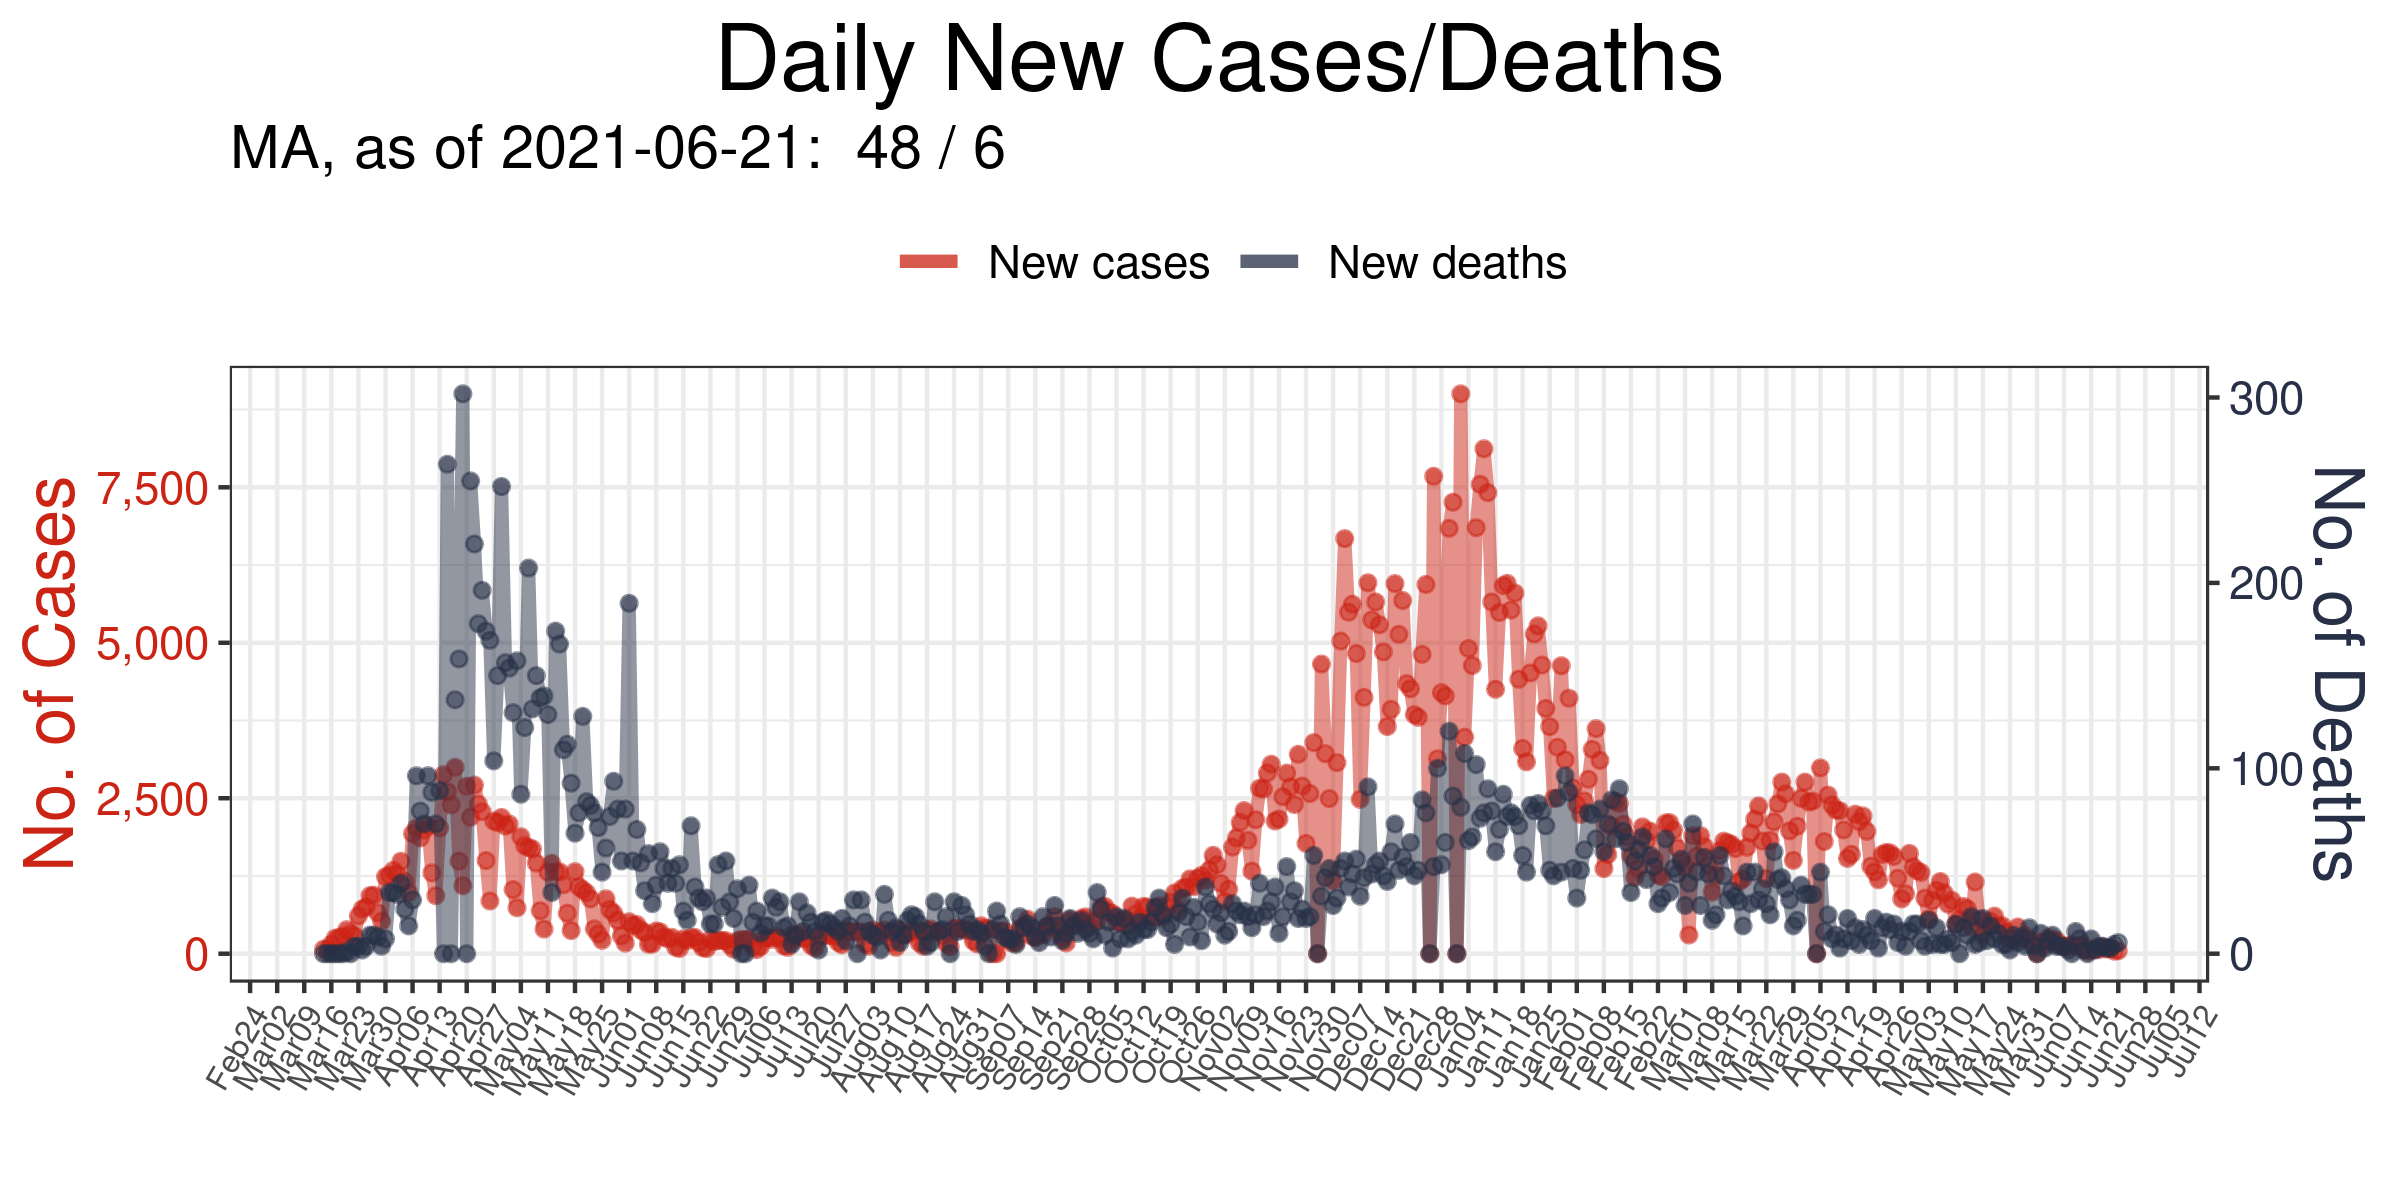 Daily New Cases/Deaths
MA, as of 2021-06-21: 48 / 6
New cases New deaths
No. of Cases
7,500
5,000
2,500
0
300
200
100
0
No. of Deaths
Feb24
Mar02
Mar09
Mar16
Mar23
Mar30
Apr06
Apr13
Apr20
Apr27
May04
May11
May18
May25
Jun01
Jun08
Jun15
Jun22
Jun29
Jul06
Jul13
Jul20
Jul27
Aug03
Aug10
Aug17
Aug24
Aug31
Sep07
Sep14
Sep21
Sep28
Oct05
Oct12
Oct19
Oct26
Nov02
Nov09
Nov16
Nov23
Nov30
Dec07
Dec14
Dec21
Dec28
Dec04
Jan11
Jan18
Jan25
Feb01
Feb08
Feb15
Feb22
Mar01
Mar08
Mar15
Mar22
Mar29
Mar05
Apr12
Apr19
Apr26
May03
May10
May17
May24
May31
May07
Jun14
Jun21
Jun28
Jun05
Jul12